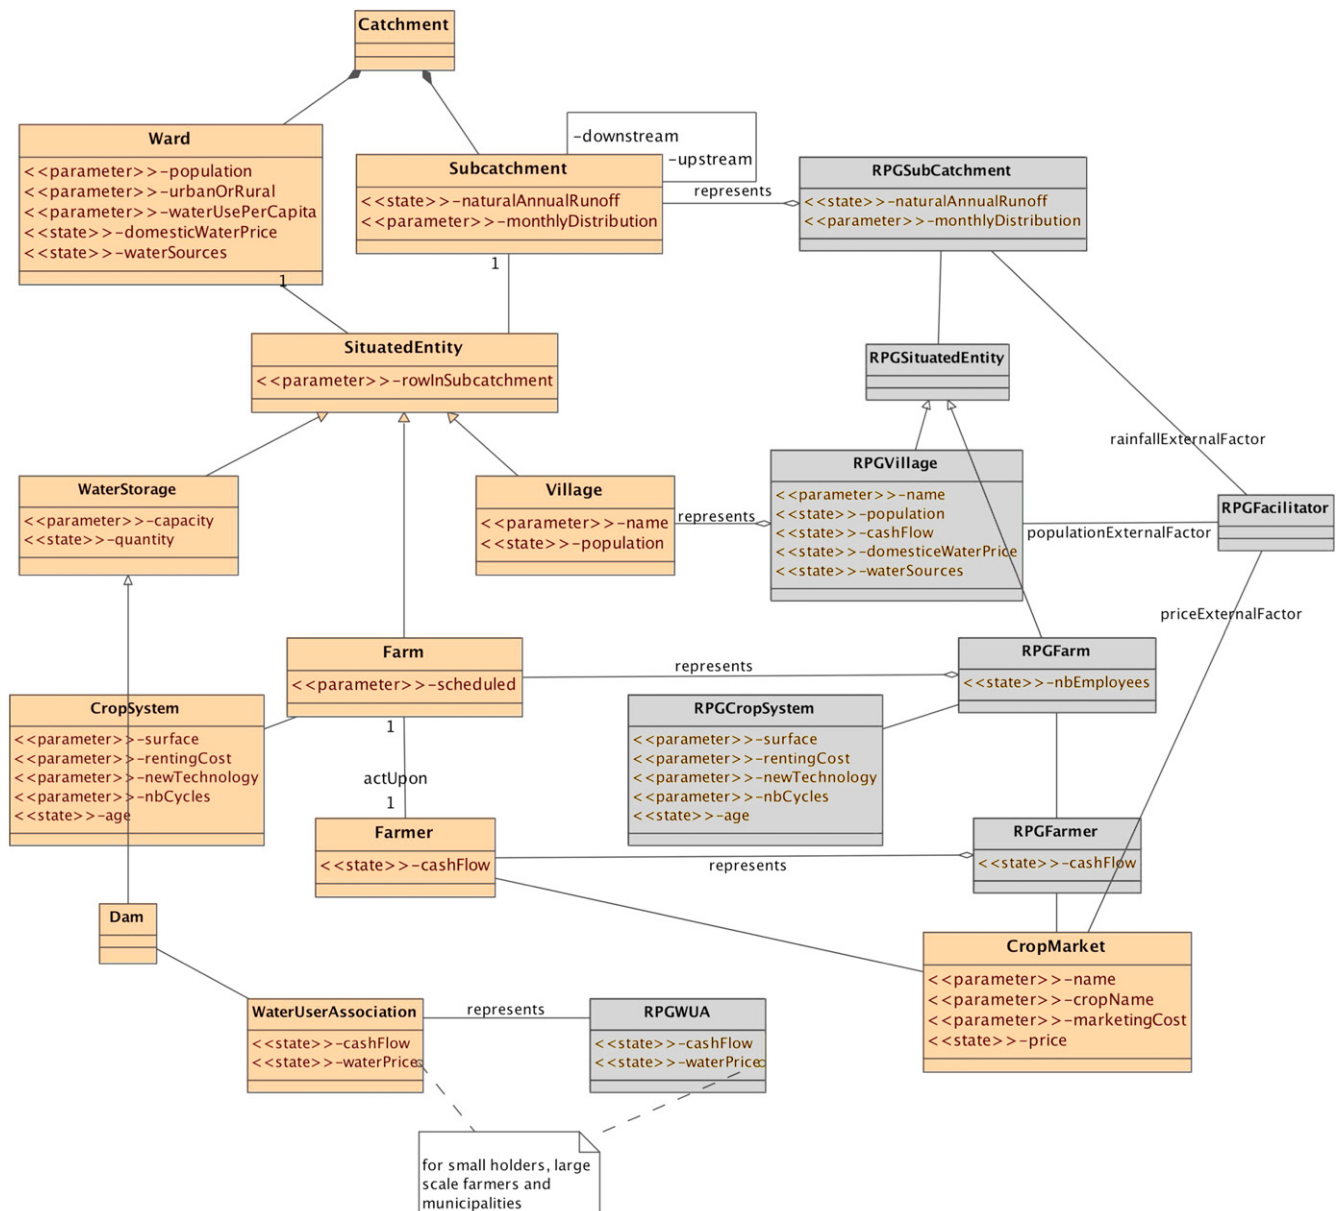 Catchment
Ward
<<parameter>>-population
<<parameter>>-urbanOrRural
<<parameter>>-waterUsePerCapita
<<state>>-domesticWaterPrice
<<state>>-waterSources
1
-downstream
-upstream
Subcatchment
<<state>>-naturalAnnualRunoff
<<parameter>>-monthlyDistribution
1
represents
RPGSubCatchment
<<state>>-naturalAnnualRunoff
<<parameter>>-monthlyDistribution
SituatedEntity
<<parameter>>-rowInSubcatchment
RPGSituatedEntity
rainfallExternalFactor
WaterStorage
<<parameter>>-capacity
<<state>>-quantity
Village
<<parameter>>-name
<<state>>-population
represents
RPGVillage
<<parameter>>-name
<<state>>-population
<<state>>-cashFlow
<<state>>-domesticeWaterPrice
<<state>>-waterSources
populationExternalFactor
RPGFacilitator
priceExternalFactor
Farm
<<parameter>>-scheduled
1
represents
RPGFarm
<<state>>-nbEmployees
CropSystem
<<parameter>>-surface
<<parameter>>-rentingCost
<<parameter>>-newTechnology
<<parameter>>-nbCycles
<<state>>-age
RPGCropSystem
<<parameter>>-surface
<<parameter>>-rentingCost
<<parameter>>-newTechnology
<<parameter>>-nbCycles
<<state>>-age
actUpon
1
Farmer
<<state>>-cashFlow
represents
RPGFarmer
<<state>>-cashFlow
Dam
CropMarket
<<parameter>>-name
<<parameter>>-cropName
<<parameter>>-marketingCost
<<state>>-price
WaterUserAssociation
<<state>>-cashFlow
<<state>>-waterPrice
represents
RPGWUA
<<state>>-cashFlow
<<state>>-waterPrice
for small holders, large
scale farmers and
municipalities